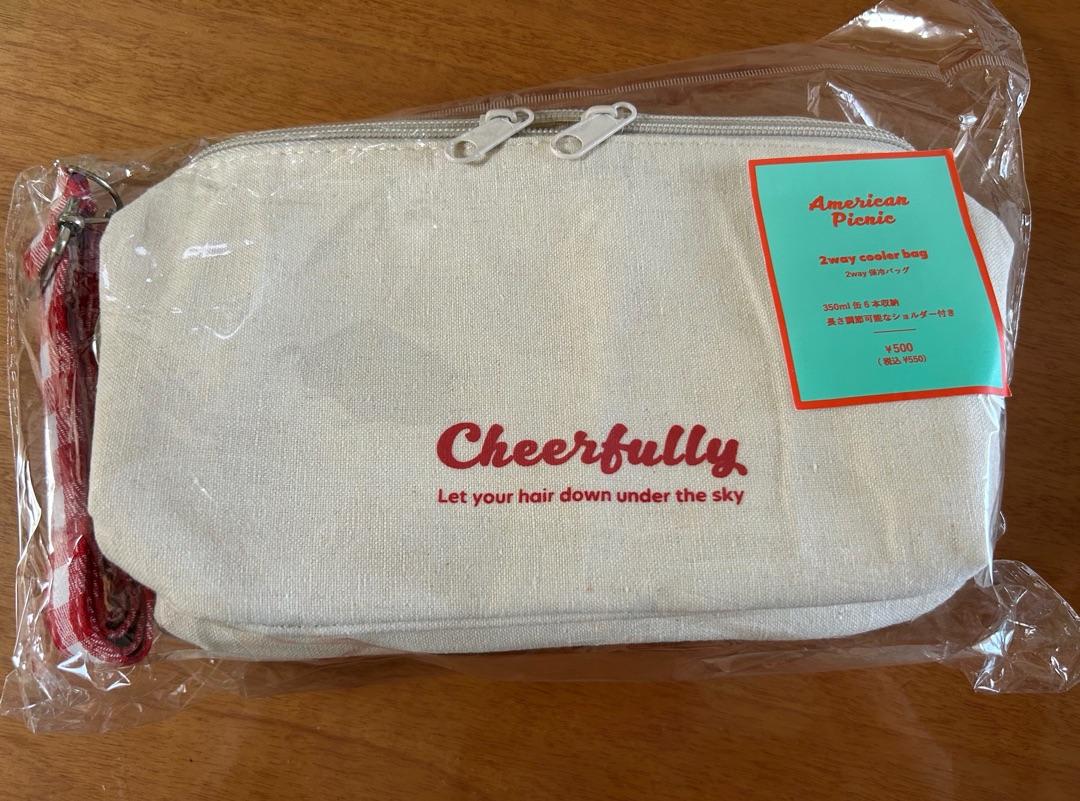 American
Picnic
2way cooler bag
2way 保冷バッグ
350ml 缶 6 本収納
長さ調節可能なショルダー付き
¥500
(税込 ¥550)
Cheerfully
Let your hair down under the sky